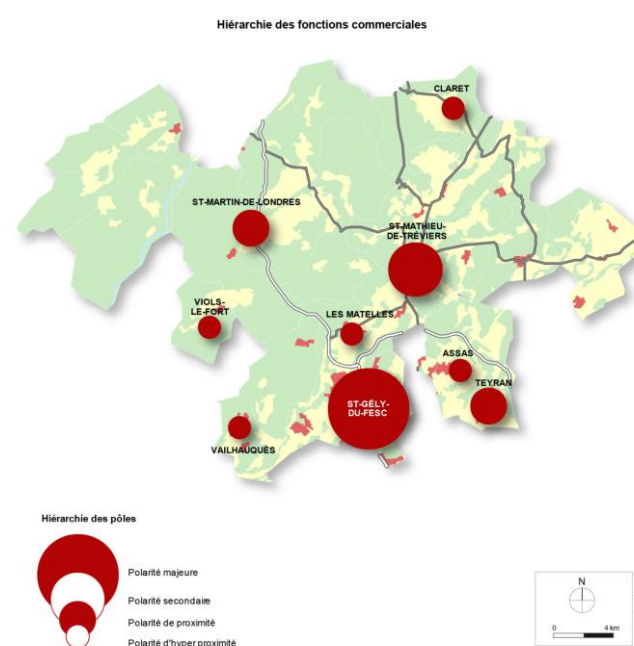 Hiérarchie des fonctions commerciales
CLARET
ST-MARTIN-DE-LONDRES
ST-MATHIEU-
DE-TRÉVIERS
VIOLS-
LE-FORT
LES MATELLES
ASSAS
TEYRAN
ST-GÉLY-
DU-FESC
VAILHAUQUÈS
Hiérarchie des pôles
Polarité majeure
Polarité secondaire
Polarité de proximité
Polarité d'hyper proximité
N
0 4 km